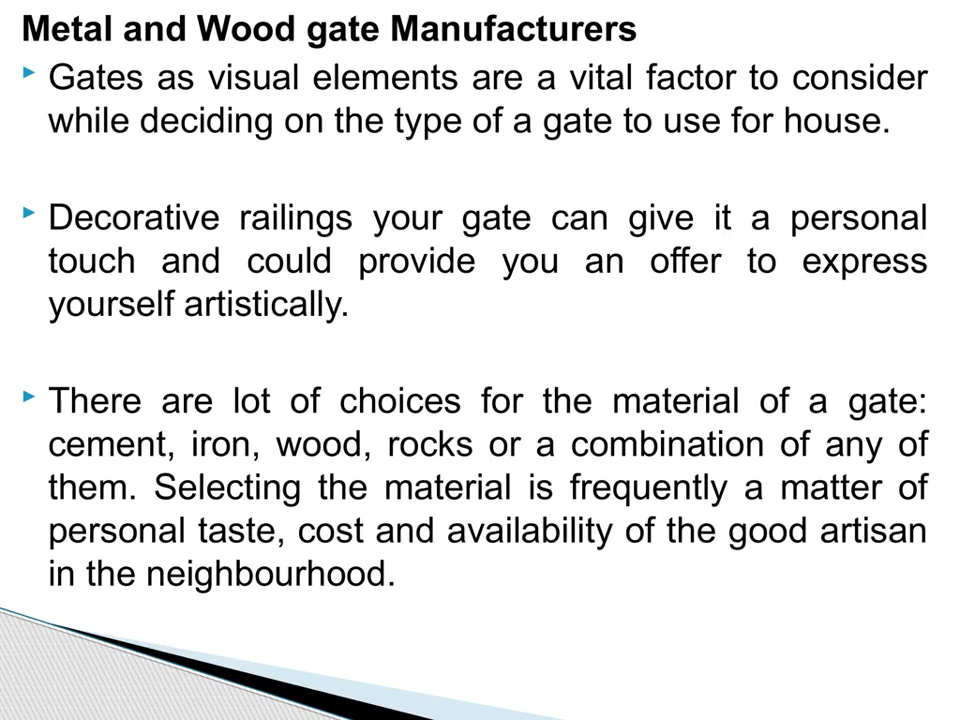 Metal and Wood gate Manufacturers
Gates as visual elements are a vital factor to consider
while deciding on the type of a gate to use for house.
Decorative railings your gate can give it a personal
touch and could provide you an offer to express
yourself artistically.
There are lot of choices for the material of a gate:
cement, iron, wood, rocks or a combination of any of
them. Selecting the material is frequently a matter of
personal taste, cost and availability of the good artisan
in the neighbourhood.